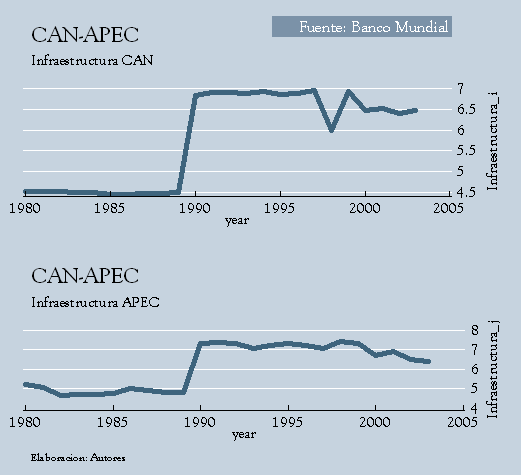 Fuente: Banco Mundial
CAN-APEC
Infraestructura CAN
7
6.5
6
5.5
5
4.5
Infraestructura_i
1980 1985 1990 1995 2000 2005
year
CAN-APEC
Infraestructura APEC
8
7
6
5
4
Infraestructura_j
1980 1985 1990 1995 2000 2005
year
Elaboracion: Autores